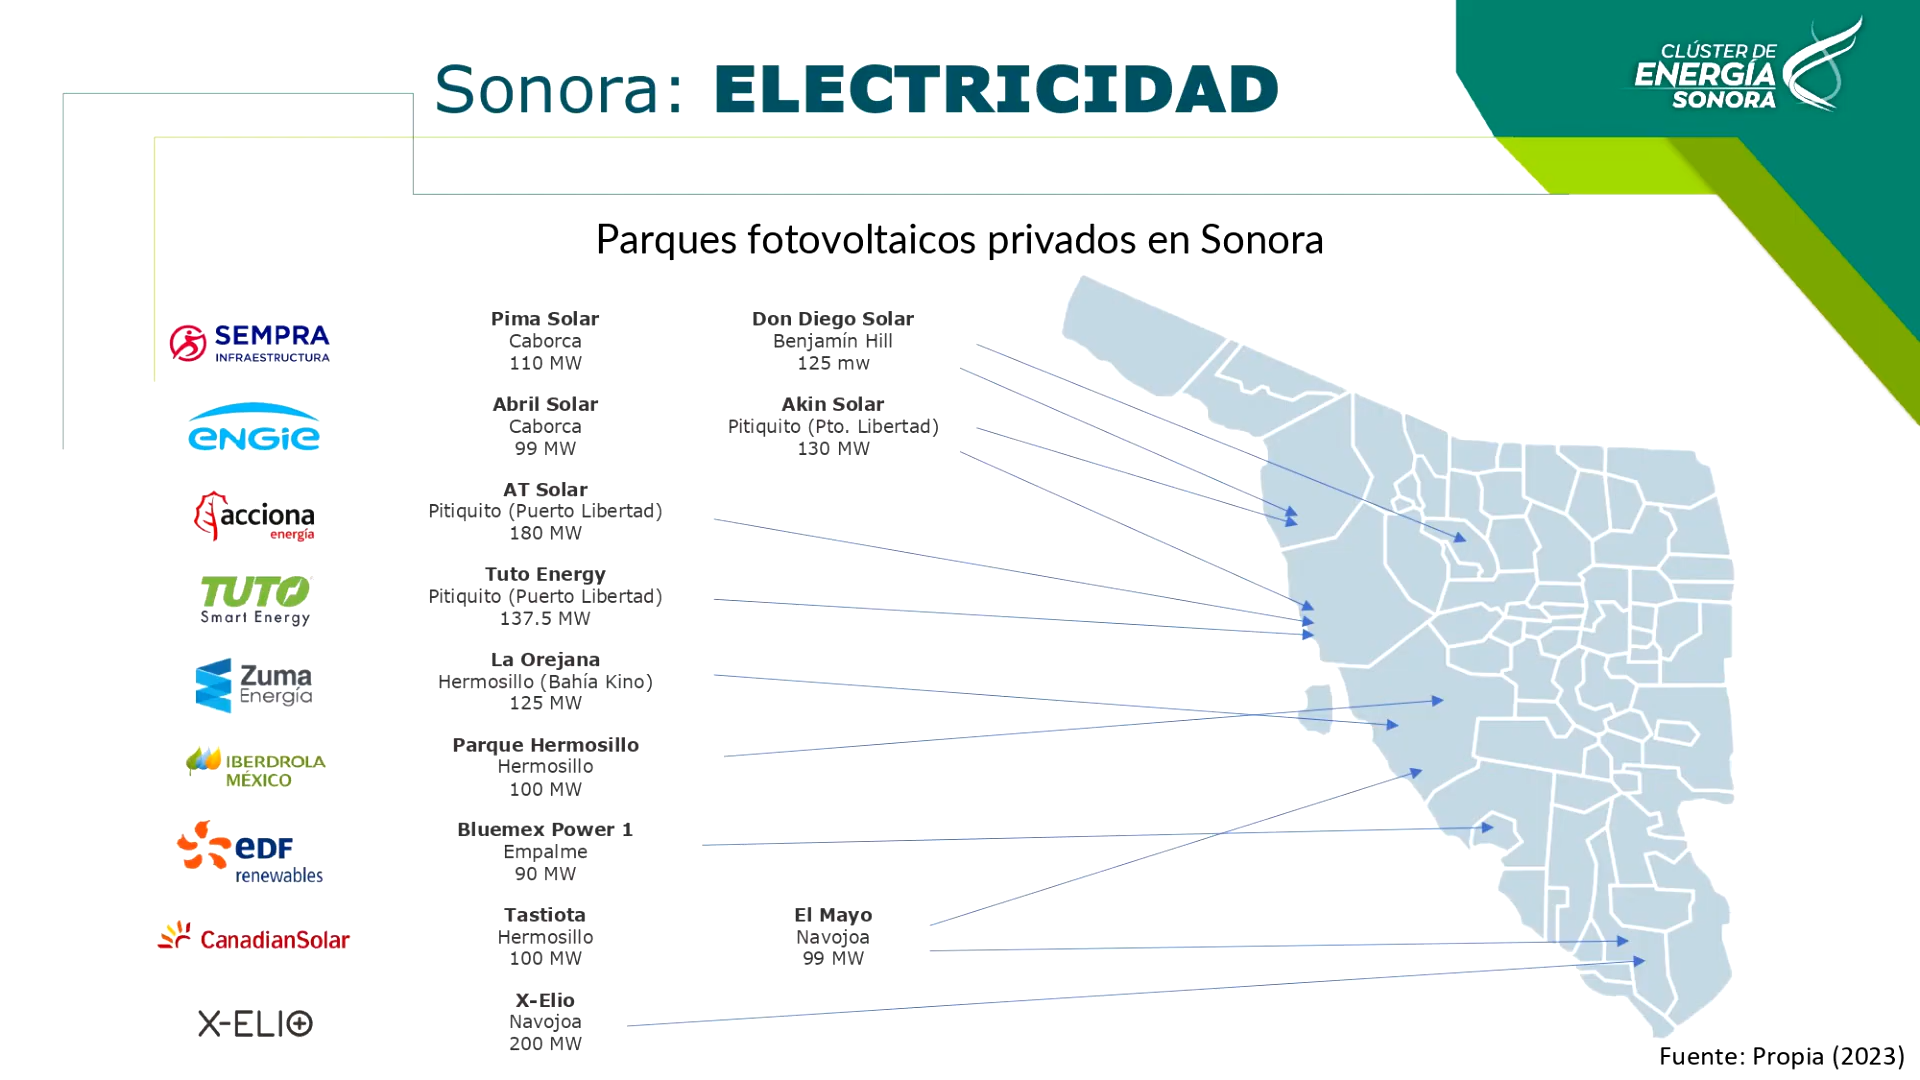 Sonora: ELECTRICIDAD
CLÚSTER DE
ENERGÍA
SONORA
Parques fotovoltaicos privados en Sonora
SEMPRA
INFRAESTRUCTURA
Pima Solar
Caborca
110 MW
Don Diego Solar
Benjamín Hill
125 mw
ENGIE
Abril Solar
Caborca
99 MW
Akin Solar
Pitiquito (Pto. Libertad)
130 MW
acciona
energía
AT Solar
Pitiquito (Puerto Libertad)
180 MW
TUTO
Smart Energy
Tuto Energy
Pitiquito (Puerto Libertad)
137.5 MW
Zuma
Energía
La Orejana
Hermosillo (Bahía Kino)
125 MW
IBERDROLA
MÉXICO
Parque Hermosillo
Hermosillo
100 MW
eDF
renewables
Bluemex Power 1
Empalme
90 MW
CanadianSolar
Tastiota
Hermosillo
100 MW
El Mayo
Navojoa
99 MW
X-ELIO
X-Elio
Navojoa
200 MW
Fuente: Propia (2023)